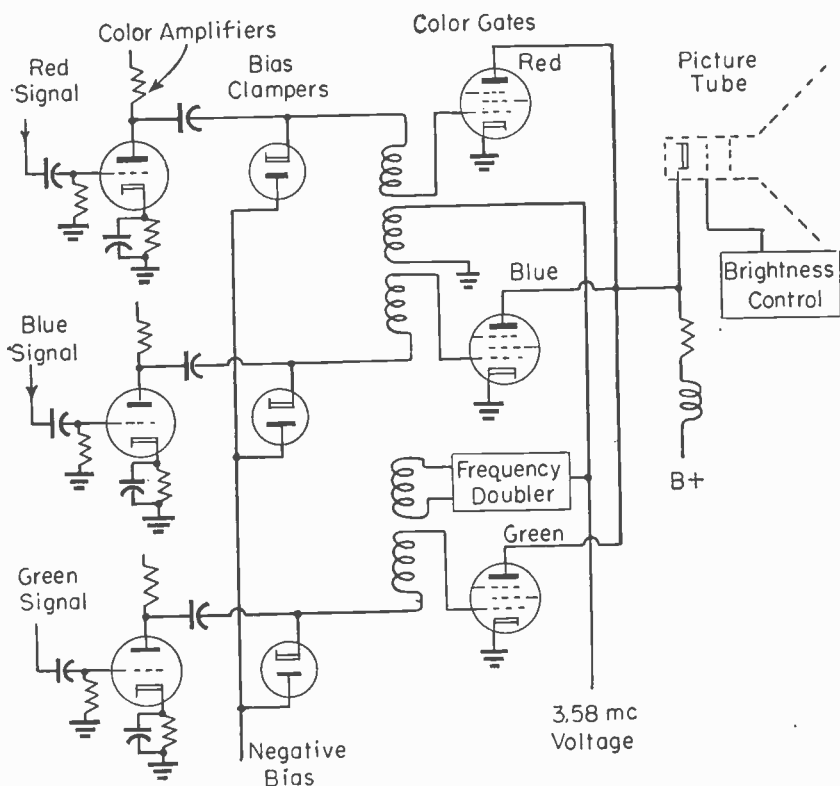 Color Amplifiers
Color Gates
Red
Signal
Bias
Clampers
Red
Picture
Tube
Blue
Brightness
Control
Blue
Signal
Frequency
Doubler
B+
Green
Green
Signal
3.58 mc
Voltage
Negative
Bias